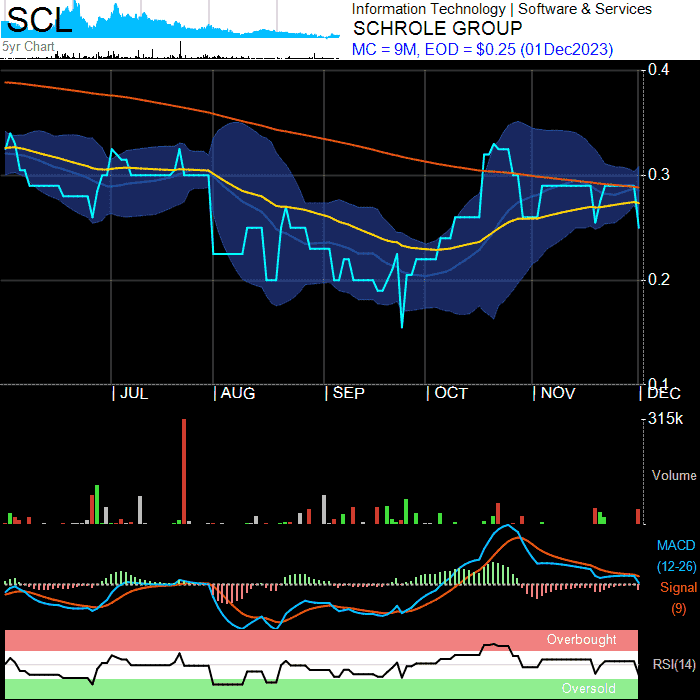 SCL
5yr Chart
Information Technology | Software & Services
SCHROLE GROUP
MC = 9M, EOD = $0.25 (01Dec2023)
0.4
0.3
0.2
0.1
JUL
AUG
SEP
OCT
NOV
DEC
315k
Volume
MACD
(12-26)
Signal
(9)
Overbought
RSI(14)
Oversold